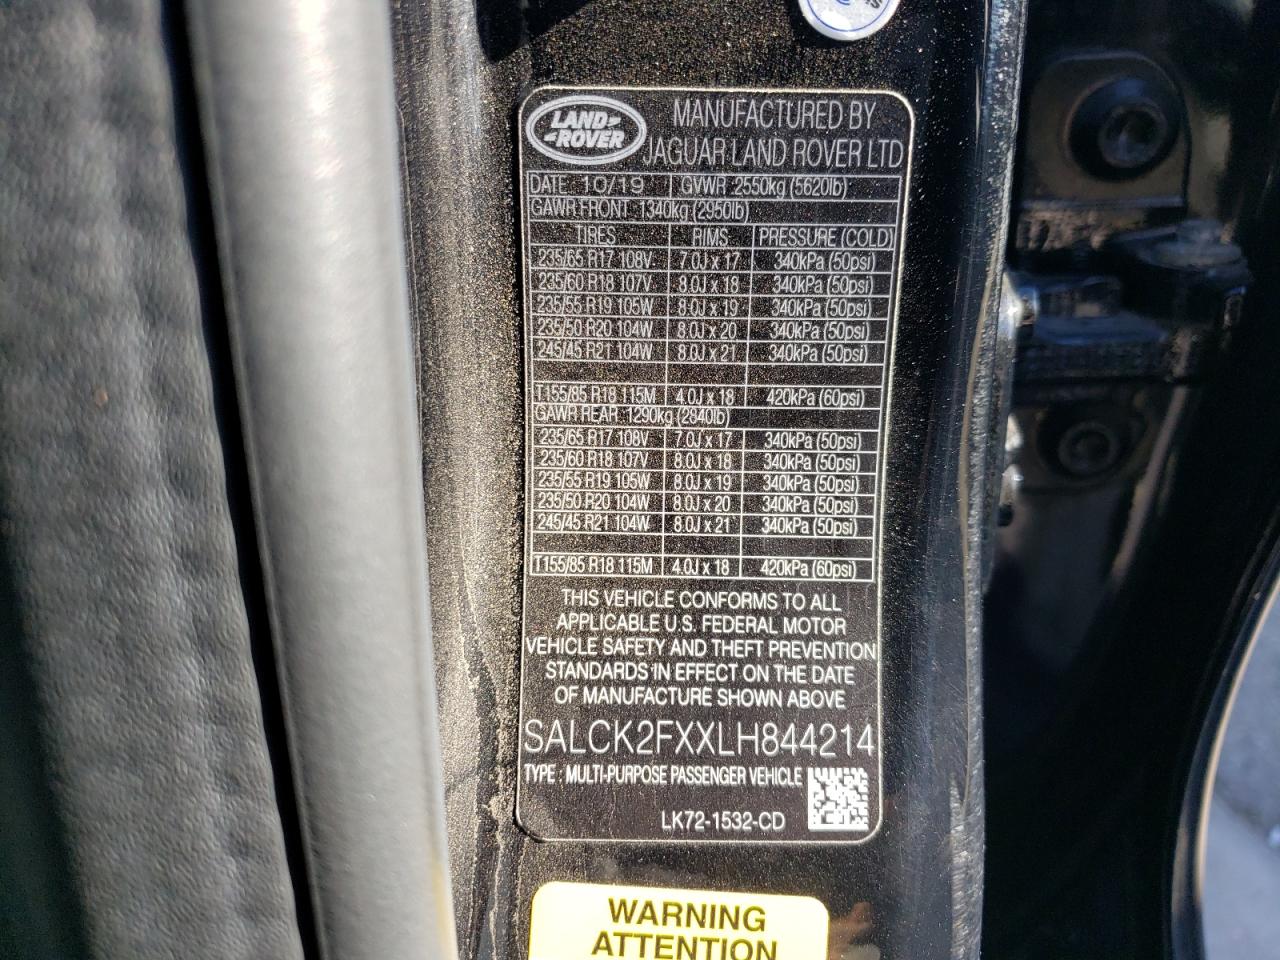 LAND
ROVER
MANUFACTURED BY
JAGUAR LAND ROVER LTD
DATE 10/19 GVWR 2550kg (5620lb)
GAWR FRONT 1340kg (2950lb)
TIRES RIMS PRESSURE (COLD)
235/65 R17 108V 7.0J x 17 340kPa (50psi)
235/60 R18 107V 8.0J x 18 340kPa (50psi)
235/55 R19 105W 8.0J x 19 340kPa (50psi)
235/50 R20 104W 8.0J x 20 340kPa (50psi)
245/45 R21 104W 8.0J x 21 340kPa (50psi)
T155/85 R18 115M 4.0J x 18 420kPa (60psi)
GAWR REAR 1290kg (2840lb)
235/65 R17 108V 7.0J x 17 340kPa (50psi)
235/60 R18 107V 8.0J x 18 340kPa (50psi)
235/55 R19 105W 8.0J x 19 340kPa (50psi)
235/50 R20 104W 8.0J x 20 340kPa (50psi)
245/45 R21 104W 8.0J x 21 340kPa (50psi)
T155/85 R18 115M 4.0J x 18 420kPa (60psi)
THIS VEHICLE CONFORMS TO ALL
APPLICABLE U.S. FEDERAL MOTOR
VEHICLE SAFETY AND THEFT PREVENTION
STANDARDS IN EFFECT ON THE DATE
OF MANUFACTURE SHOWN ABOVE
SALCK2FXXLH844214
TYPE : MULTI-PURPOSE PASSENGER VEHICLE
LK72-1532-CD
WARNING
ATTENTION